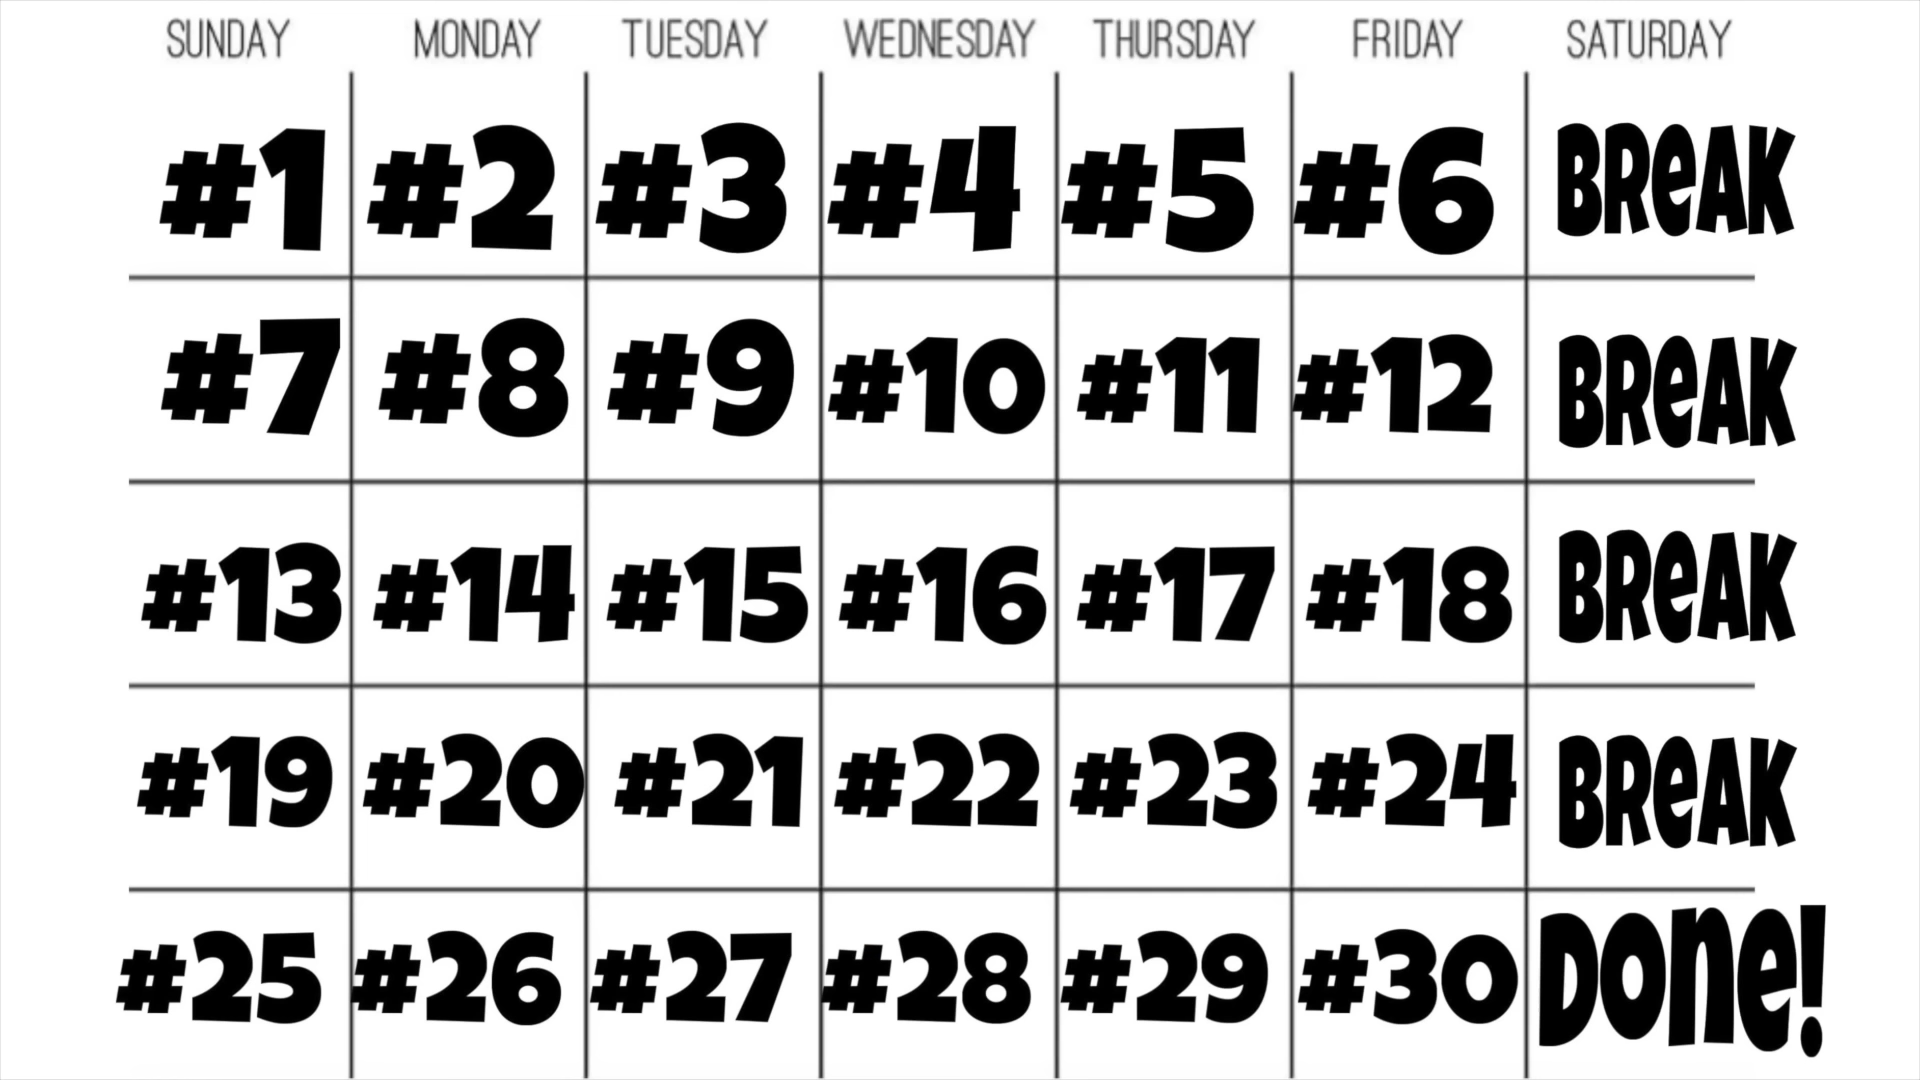 SUNDAY MONDAY TUESDAY WEDNESDAY THURSDAY FRIDAY SATURDAY
#1 #2 #3 #4 #5 #6 BREAK
#7 #8 #9 #10 #11 #12 BREAK
#13 #14 #15 #16 #17 #18 BREAK
#19 #20 #21 #22 #23 #24 BREAK
#25 #26 #27 #28 #29 #30 DONE!